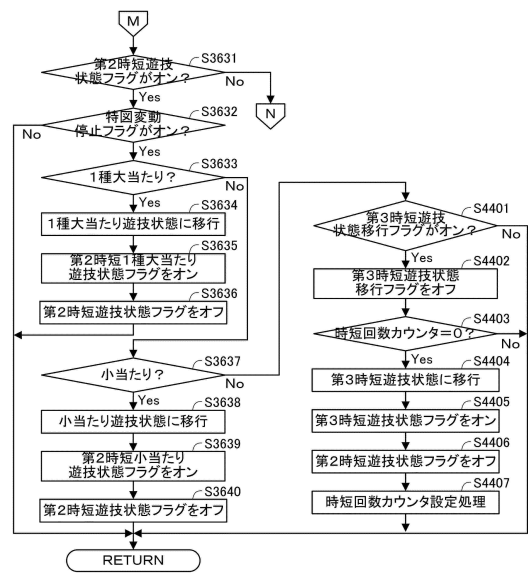 M
第2時短遊技
状態フラグがオン？
S3631
No
Yes
N
特図変動
停止フラグがオン？
S3632
No
Yes
1種大当たり？
S3633
No
Yes
1種大当たり遊技状態に移行
S3634
第2時短1種大当たり
遊技状態フラグをオン
S3635
第2時短遊技状態フラグをオフ
S3636
小当たり？
S3637
No
Yes
小当たり遊技状態に移行
S3638
第2時短小当たり
遊技状態フラグをオン
S3639
第2時短遊技状態フラグをオフ
S3640
RETURN
第3時短遊技
状態移行フラグがオン？
S4401
No
Yes
第3時短遊技状態
移行フラグをオフ
S4402
時短回数カウンタ＝0？
S4403
No
Yes
第3時短遊技状態に移行
S4404
第3時短遊技状態フラグをオン
S4405
第2時短遊技状態フラグをオフ
S4406
時短回数カウンタ設定処理
S4407